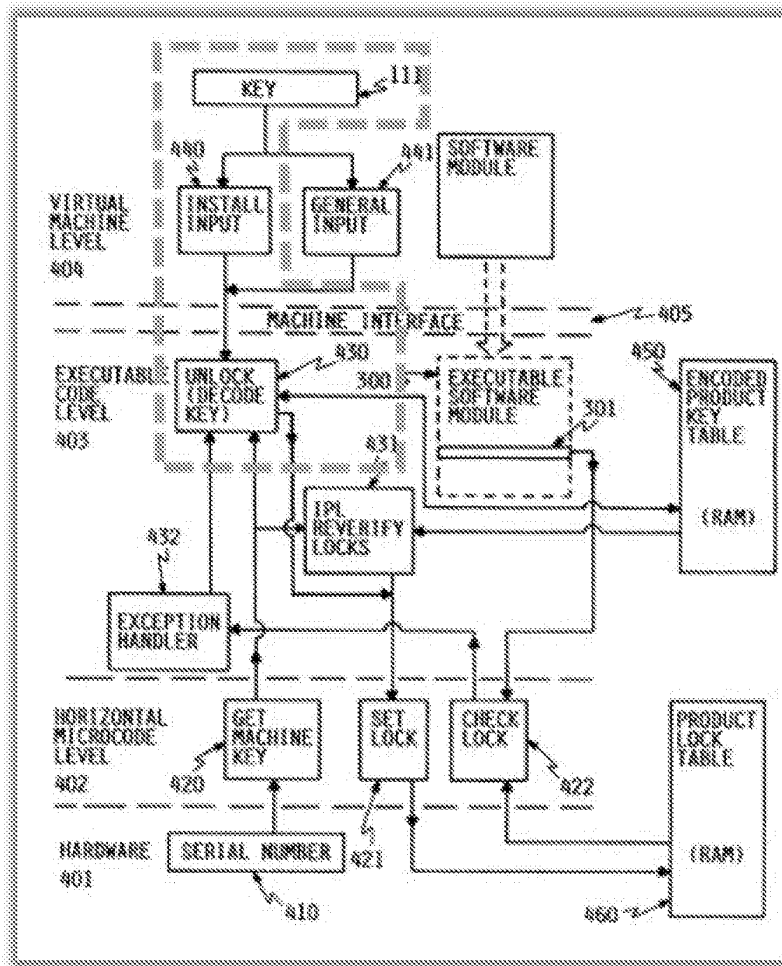 KEY
111
440
441
SOFTWARE
MODULE
INSTALL
INPUT
GENERAL
INPUT
VIRTUAL
MACHINE
LEVEL
404
MACHINE INTERFACE
405
430
UNLOCK
(DECODE
KEY)
300
EXECUTABLE
SOFTWARE
MODULE
301
450
ENCODED
PRODUCT
KEY
TABLE
(RAM)
EXECUTABLE
CODE
LEVEL
403
431
IPL
REVERIFY
LOCKS
432
EXCEPTION
HANDLER
HORIZONTAL
MICROCODE
LEVEL
402
GET
MACHINE
KEY
420
SET
LOCK
421
CHECK
LOCK
422
PRODUCT
LOCK
TABLE
(RAM)
460
HARDWARE
401
SERIAL NUMBER
410